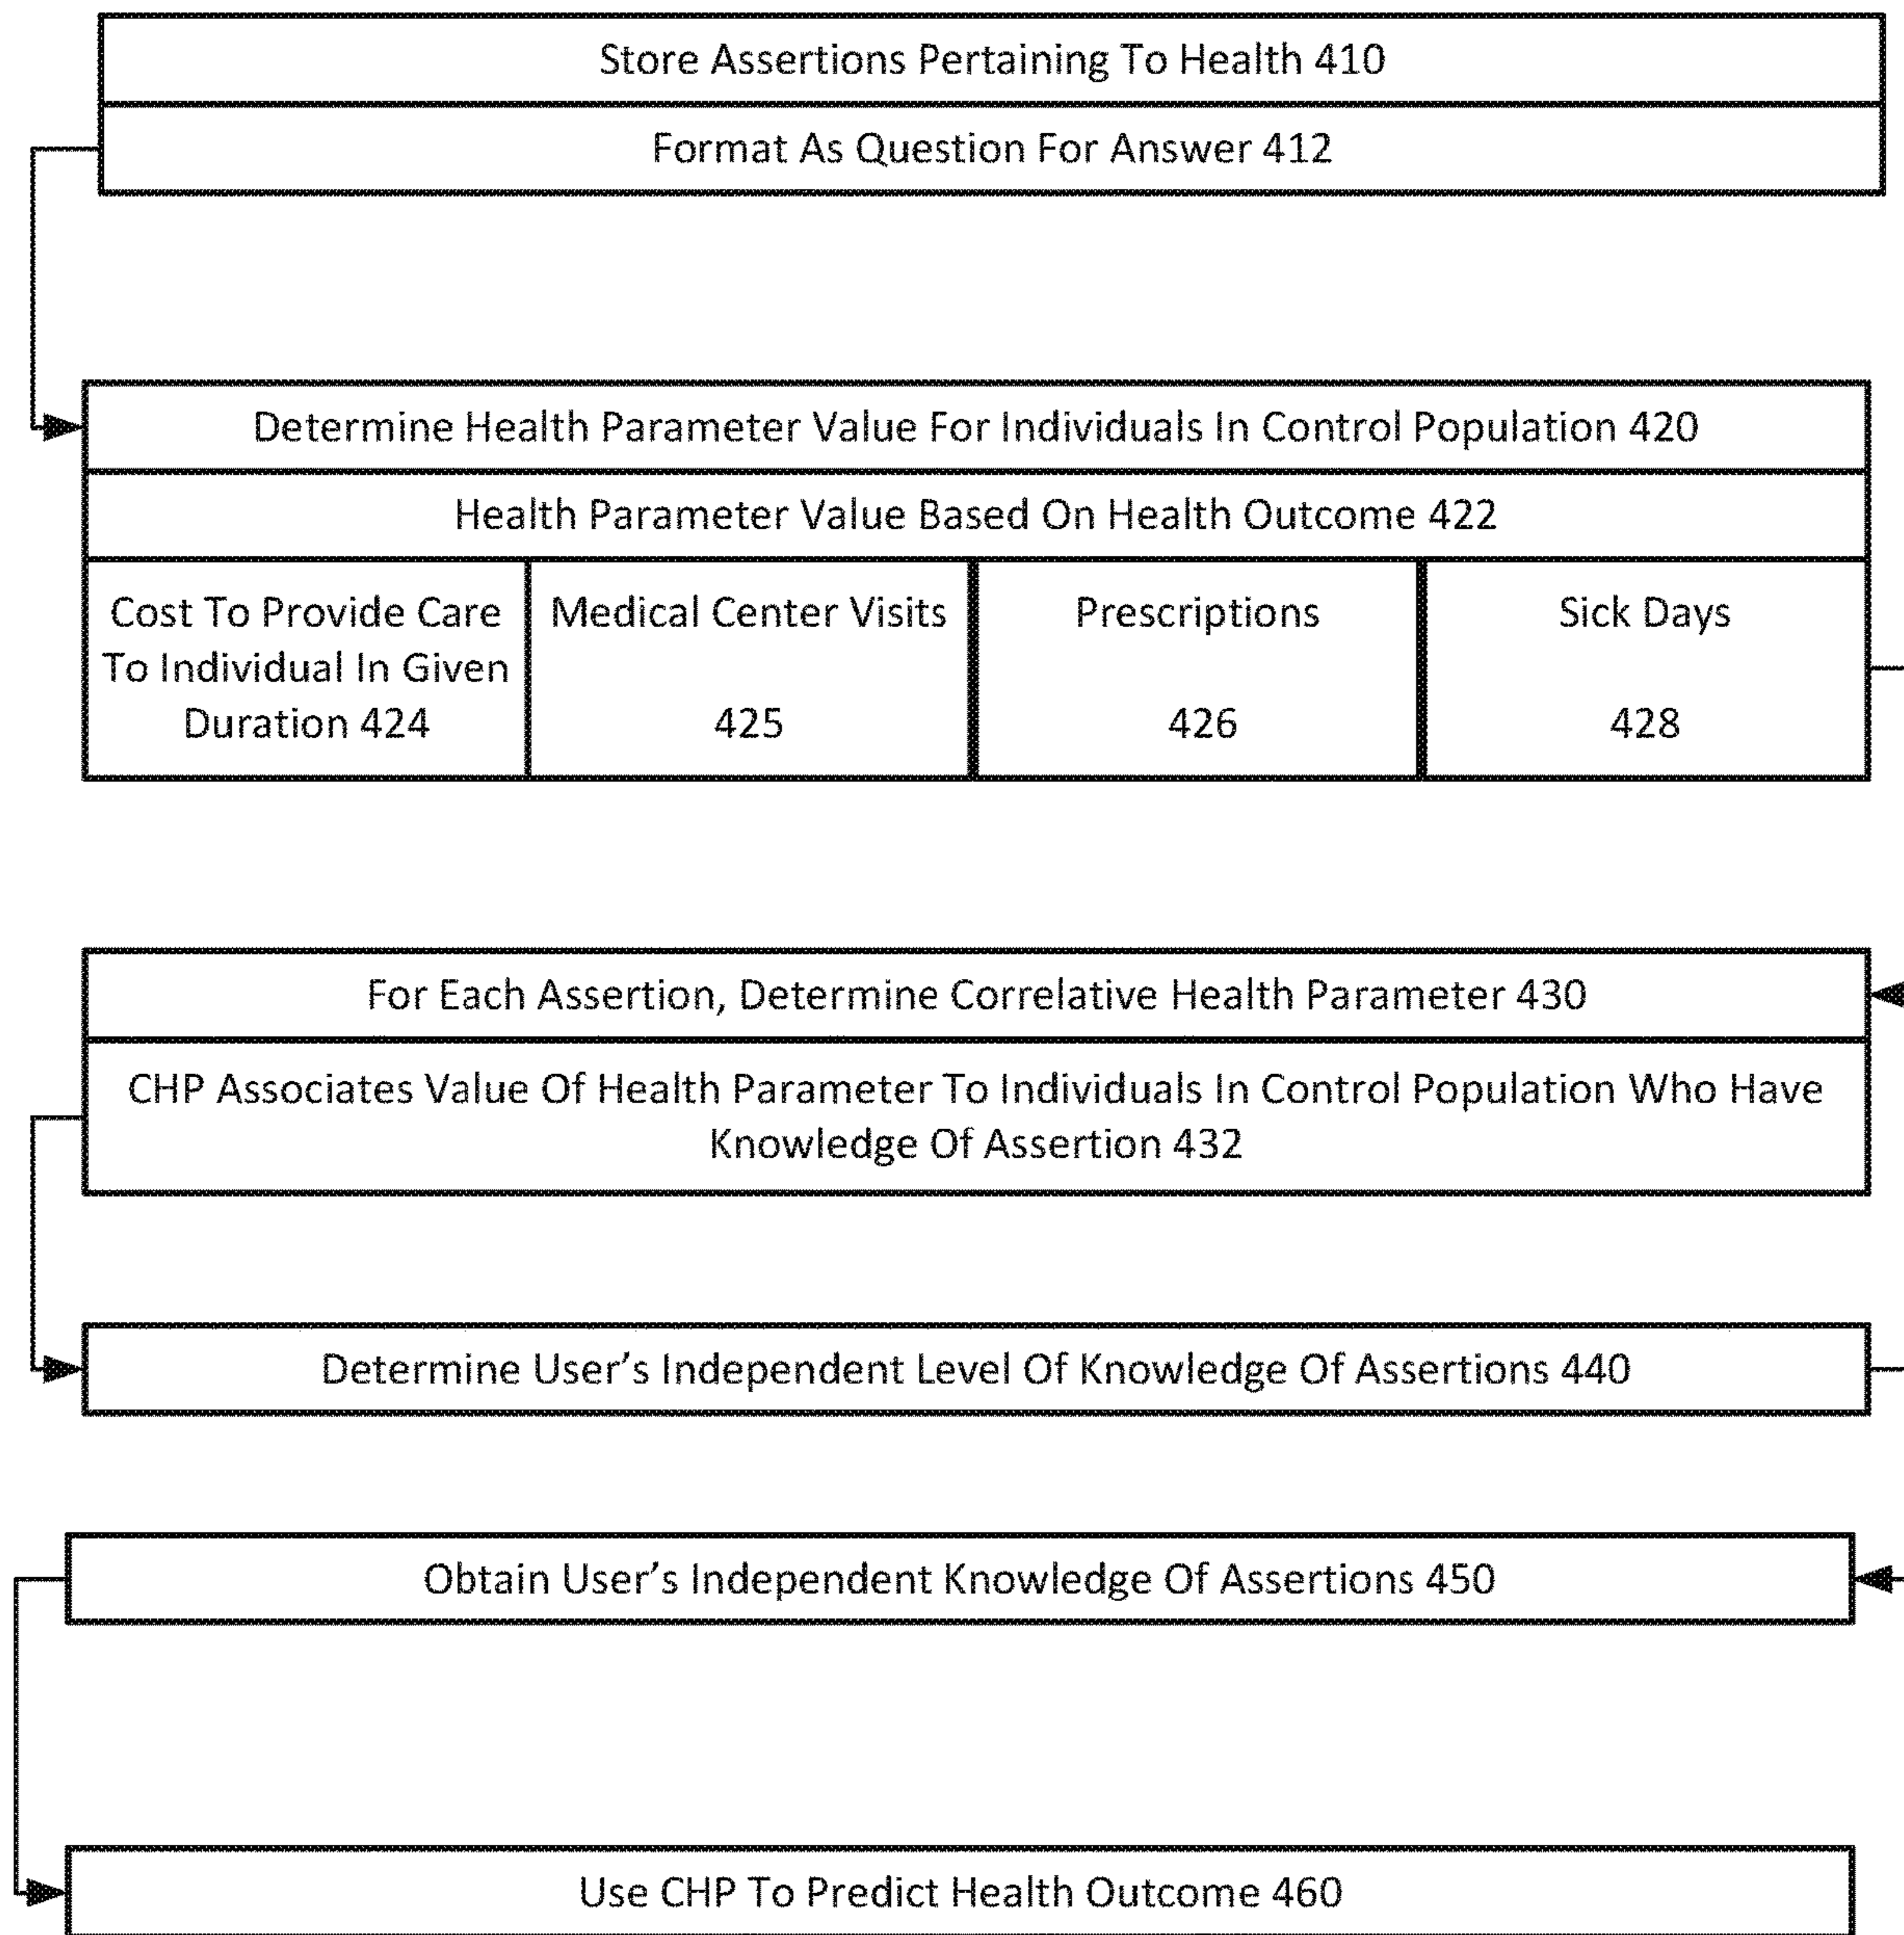 Store Assertions Pertaining To Health 410
Format As Question For Answer 412
Determine Health Parameter Value For Individuals In Control Population 420
Health Parameter Value Based On Health Outcome 422
Cost To Provide Care
To Individual In Given
Duration 424
Medical Center Visits
425
Prescriptions
426
Sick Days
428
For Each Assertion, Determine Correlative Health Parameter 430
CHP Associates Value Of Health Parameter To Individuals In Control Population Who Have
Knowledge Of Assertion 432
Determine User’s Independent Level Of Knowledge Of Assertions 440
Obtain User’s Independent Knowledge Of Assertions 450
Use CHP To Predict Health Outcome 460